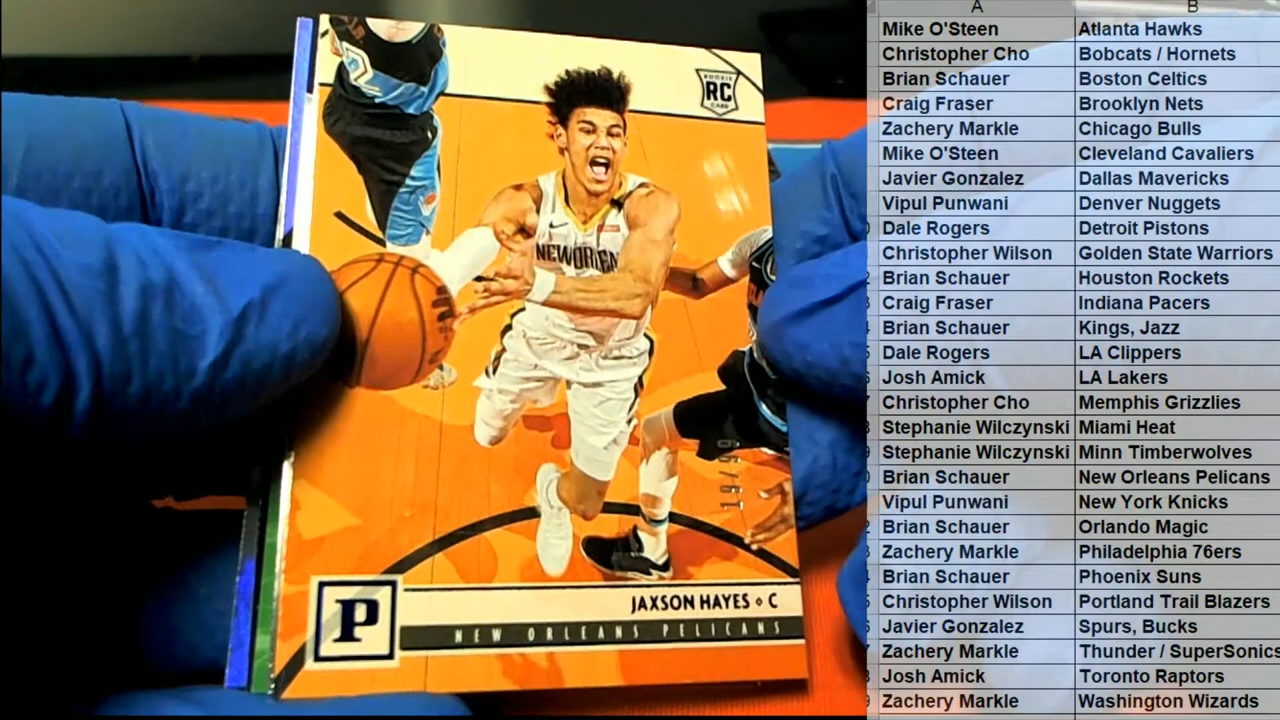 ROOKIE
RC
CARD
NEW ORLEANS
P
JAXSON HAYES C
NEW ORLEANS PELICANS
A B
Mike O'Steen Atlanta Hawks
Christopher Cho Bobcats / Hornets
Brian Schauer Boston Celtics
Craig Fraser Brooklyn Nets
Zachery Markle Chicago Bulls
Mike O'Steen Cleveland Cavaliers
Javier Gonzalez Dallas Mavericks
Vipul Punwani Denver Nuggets
Dale Rogers Detroit Pistons
Christopher Wilson Golden State Warriors
Brian Schauer Houston Rockets
Craig Fraser Indiana Pacers
Brian Schauer Kings, Jazz
Dale Rogers LA Clippers
Josh Amick LA Lakers
Christopher Cho Memphis Grizzlies
Stephanie Wilczynski Miami Heat
Stephanie Wilczynski Minn Timberwolves
Brian Schauer New Orleans Pelicans
Vipul Punwani New York Knicks
Brian Schauer Orlando Magic
Zachery Markle Philadelphia 76ers
Brian Schauer Phoenix Suns
Christopher Wilson Portland Trail Blazers
Javier Gonzalez Spurs, Bucks
Zachery Markle Thunder / SuperSonics
Josh Amick Toronto Raptors
Zachery Markle Washington Wizards